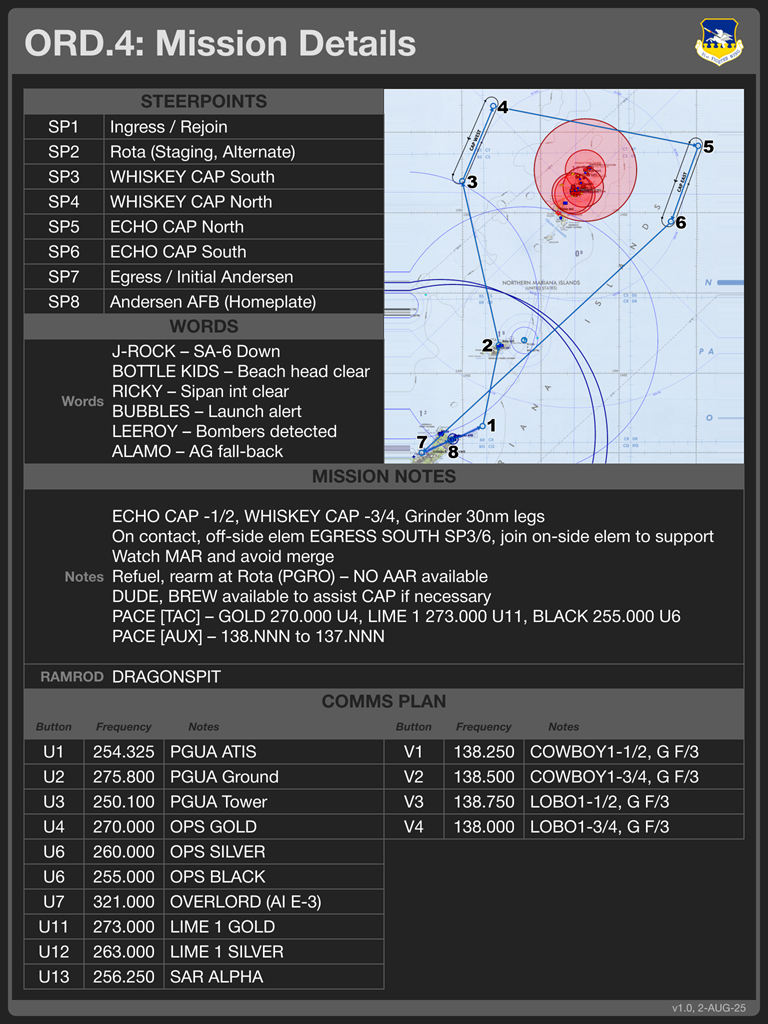 ORD.4: Mission Details
STEERPOINTS
SP1 Ingress / Rejoin
SP2 Rota (Staging, Alternate)
SP3 WHISKEY CAP South
SP4 WHISKEY CAP North
SP5 ECHO CAP North
SP6 ECHO CAP South
SP7 Egress / Initial Andersen
SP8 Andersen AFB (Homeplate)
WORDS
Words
J-ROCK – SA-6 Down
BOTTLE KIDS – Beach head clear
RICKY – Sipan int clear
BUBBLES – Launch alert
LEEROY – Bombers detected
ALAMO – AG fall-back
4
CAP WEST
5
3
CAP EAST
6
NORTHERN MARIANA ISLANDS
(UNITED STATES)
2
1
7
8
MISSION NOTES
Notes
ECHO CAP -1/2, WHISKEY CAP -3/4, Grinder 30nm legs
On contact, off-side elem EGRESS SOUTH SP3/6, join on-side elem to support
Watch MAR and avoid merge
Refuel, rearm at Rota (PGRO) – NO AAR available
DUDE, BREW available to assist CAP if necessary
PACE [TAC] – GOLD 270.000 U4, LIME 1 273.000 U11, BLACK 255.000 U6
PACE [AUX] – 138.NNN to 137.NNN
RAMROD DRAGONSPIT
COMMS PLAN
Button Frequency Notes Button Frequency Notes
U1 254.325 PGUA ATIS V1 138.250 COWBOY1-1/2, G F/3
U2 275.800 PGUA Ground V2 138.500 COWBOY1-3/4, G F/3
U3 250.100 PGUA Tower V3 138.750 LOBO1-1/2, G F/3
U4 270.000 OPS GOLD V4 138.000 LOBO1-3/4, G F/3
U6 260.000 OPS SILVER
U6 255.000 OPS BLACK
U7 321.000 OVERLORD (AI E-3)
U11 273.000 LIME 1 GOLD
U12 263.000 LIME 1 SILVER
U13 256.250 SAR ALPHA
v1.0, 2-AUG-25